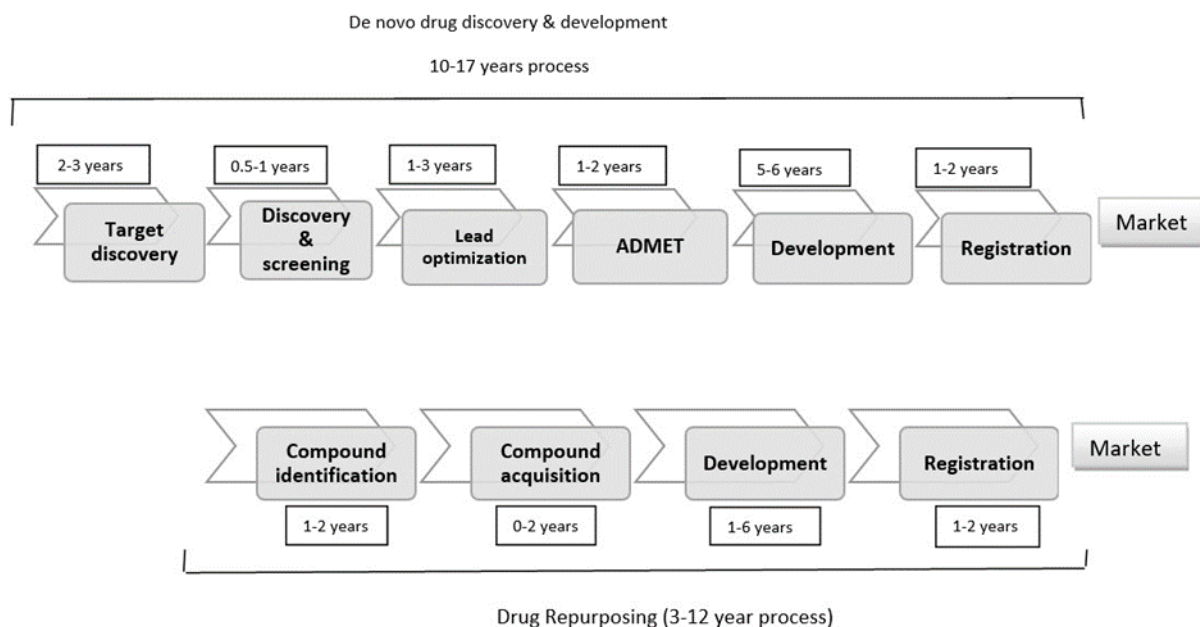 De novo drug discovery & development
10-17 years process
2-3 years
0.5-1 years
1-3 years
1-2 years
5-6 years
1-2 years
Target
discovery
Discovery
&
screening
Lead
optimization
ADMET
Development
Registration
Market
Compound
identification
Compound
acquisition
Development
Registration
Market
1-2 years
0-2 years
1-6 years
1-2 years
Drug Repurposing (3-12 year process)